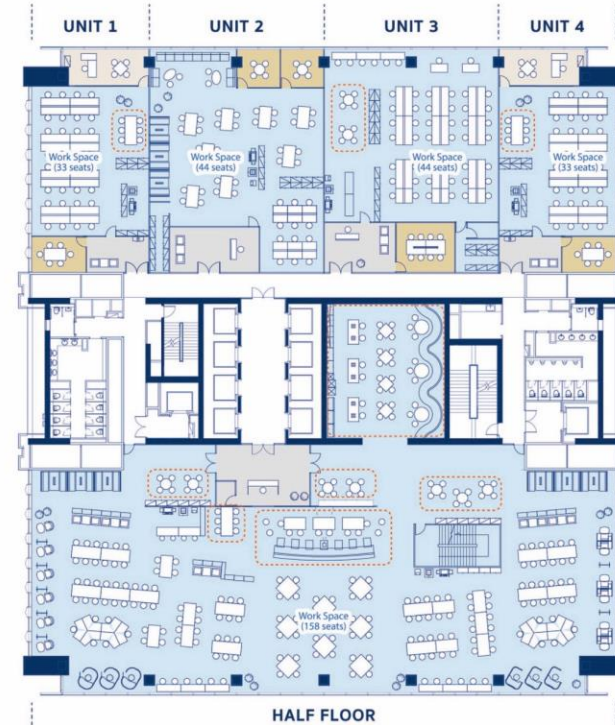 UNIT 1
UNIT 2
UNIT 3
UNIT 4
Work Space
(33 seats)
Work Space
(44 seats)
Work Space
(44 seats)
Work Space
(33 seats)
Work Space
(158 seats)
HALF FLOOR